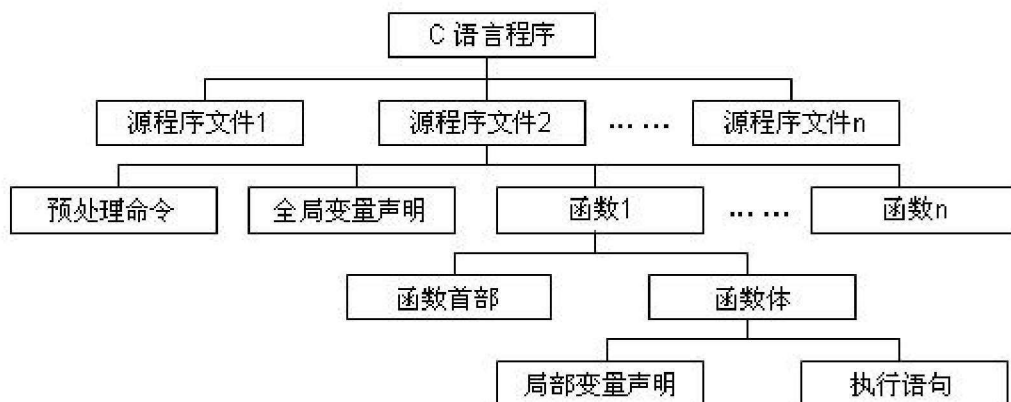 C 语言程序
源程序文件1 源程序文件2 …… 源程序文件n
预处理命令 全局变量声明 函数1 …… 函数n
函数首部 函数体
局部变量声明 执行语句